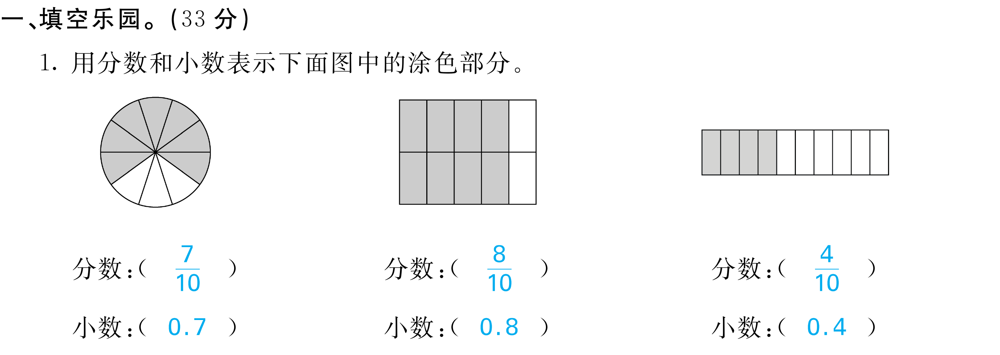 一、填空乐园。(33 分)
1. 用分数和小数表示下面图中的涂色部分。
分数:( 7/10 ) 分数:( 8/10 ) 分数:( 4/10 )
小数:( 0.7 ) 小数:( 0.8 ) 小数:( 0.4 )